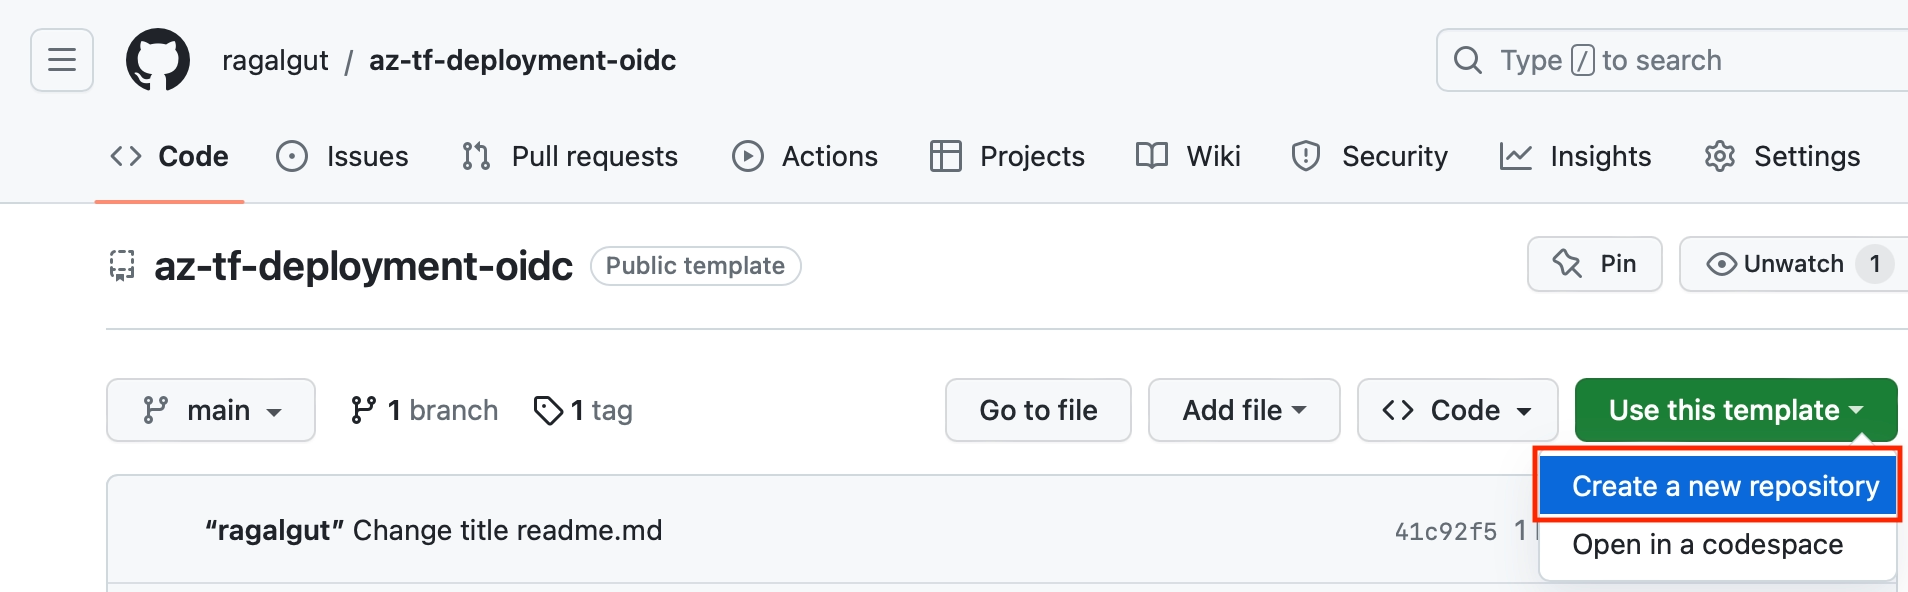 ragalgut / az-tf-deployment-oidc
Type / to search
Code Issues Pull requests Actions Projects Wiki Security Insights Settings
az-tf-deployment-oidc Public template
Pin Unwatch 1
main 1 branch 1 tag
Go to file Add file Code Use this template
Create a new repository
“ragalgut” Change title readme.md 41c92f5 1
Open in a codespace